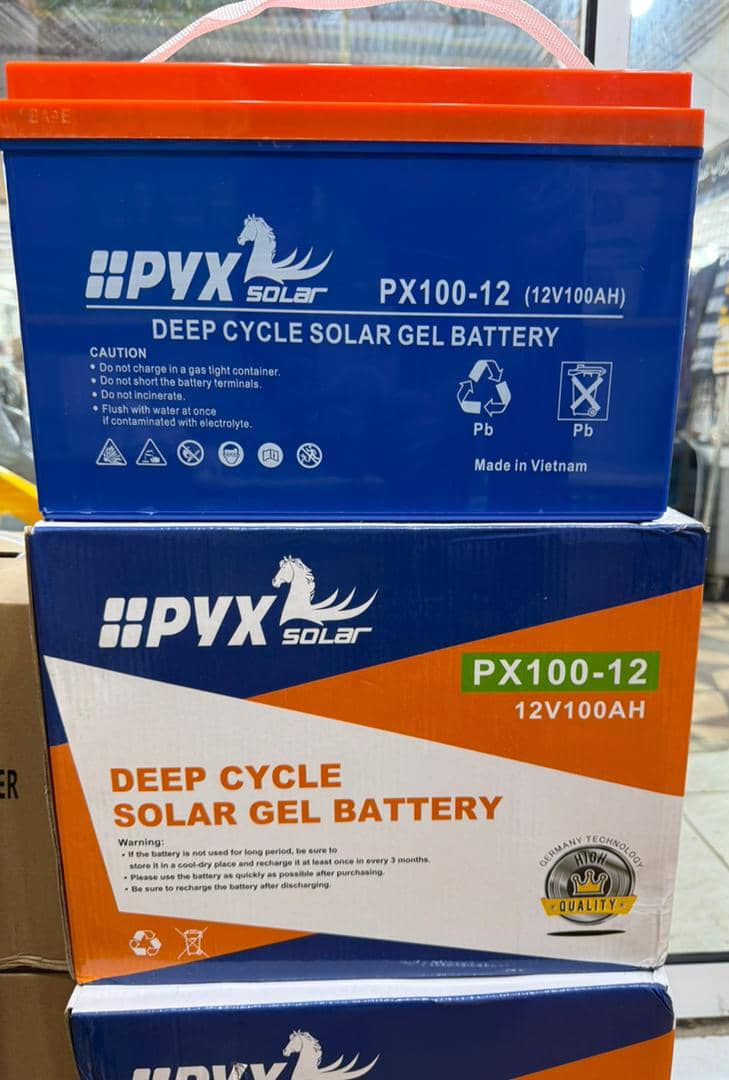 PYX
SOLAR
PX100-12 (12V100AH)
DEEP CYCLE SOLAR GEL BATTERY
CAUTION
• Do not charge in a gas tight container.
• Do not short the battery terminals.
• Do not incinerate.
• Flush with water at once
if contaminated with electrolyte.
Pb
Pb
Made in Vietnam
PYX
SOLAR
PX100-12
12V100AH
DEEP CYCLE
SOLAR GEL BATTERY
Warning:
• If the battery is not used for long period, be sure to
store it in a cool-dry place and recharge it at least once in every 3 months.
• Please use the battery as quickly as possible after purchasing.
• Be sure to recharge the battery after discharging.
GERMANY TECHNOLOGY
HIGH
QUALITY
ER
PYX
SOLAR